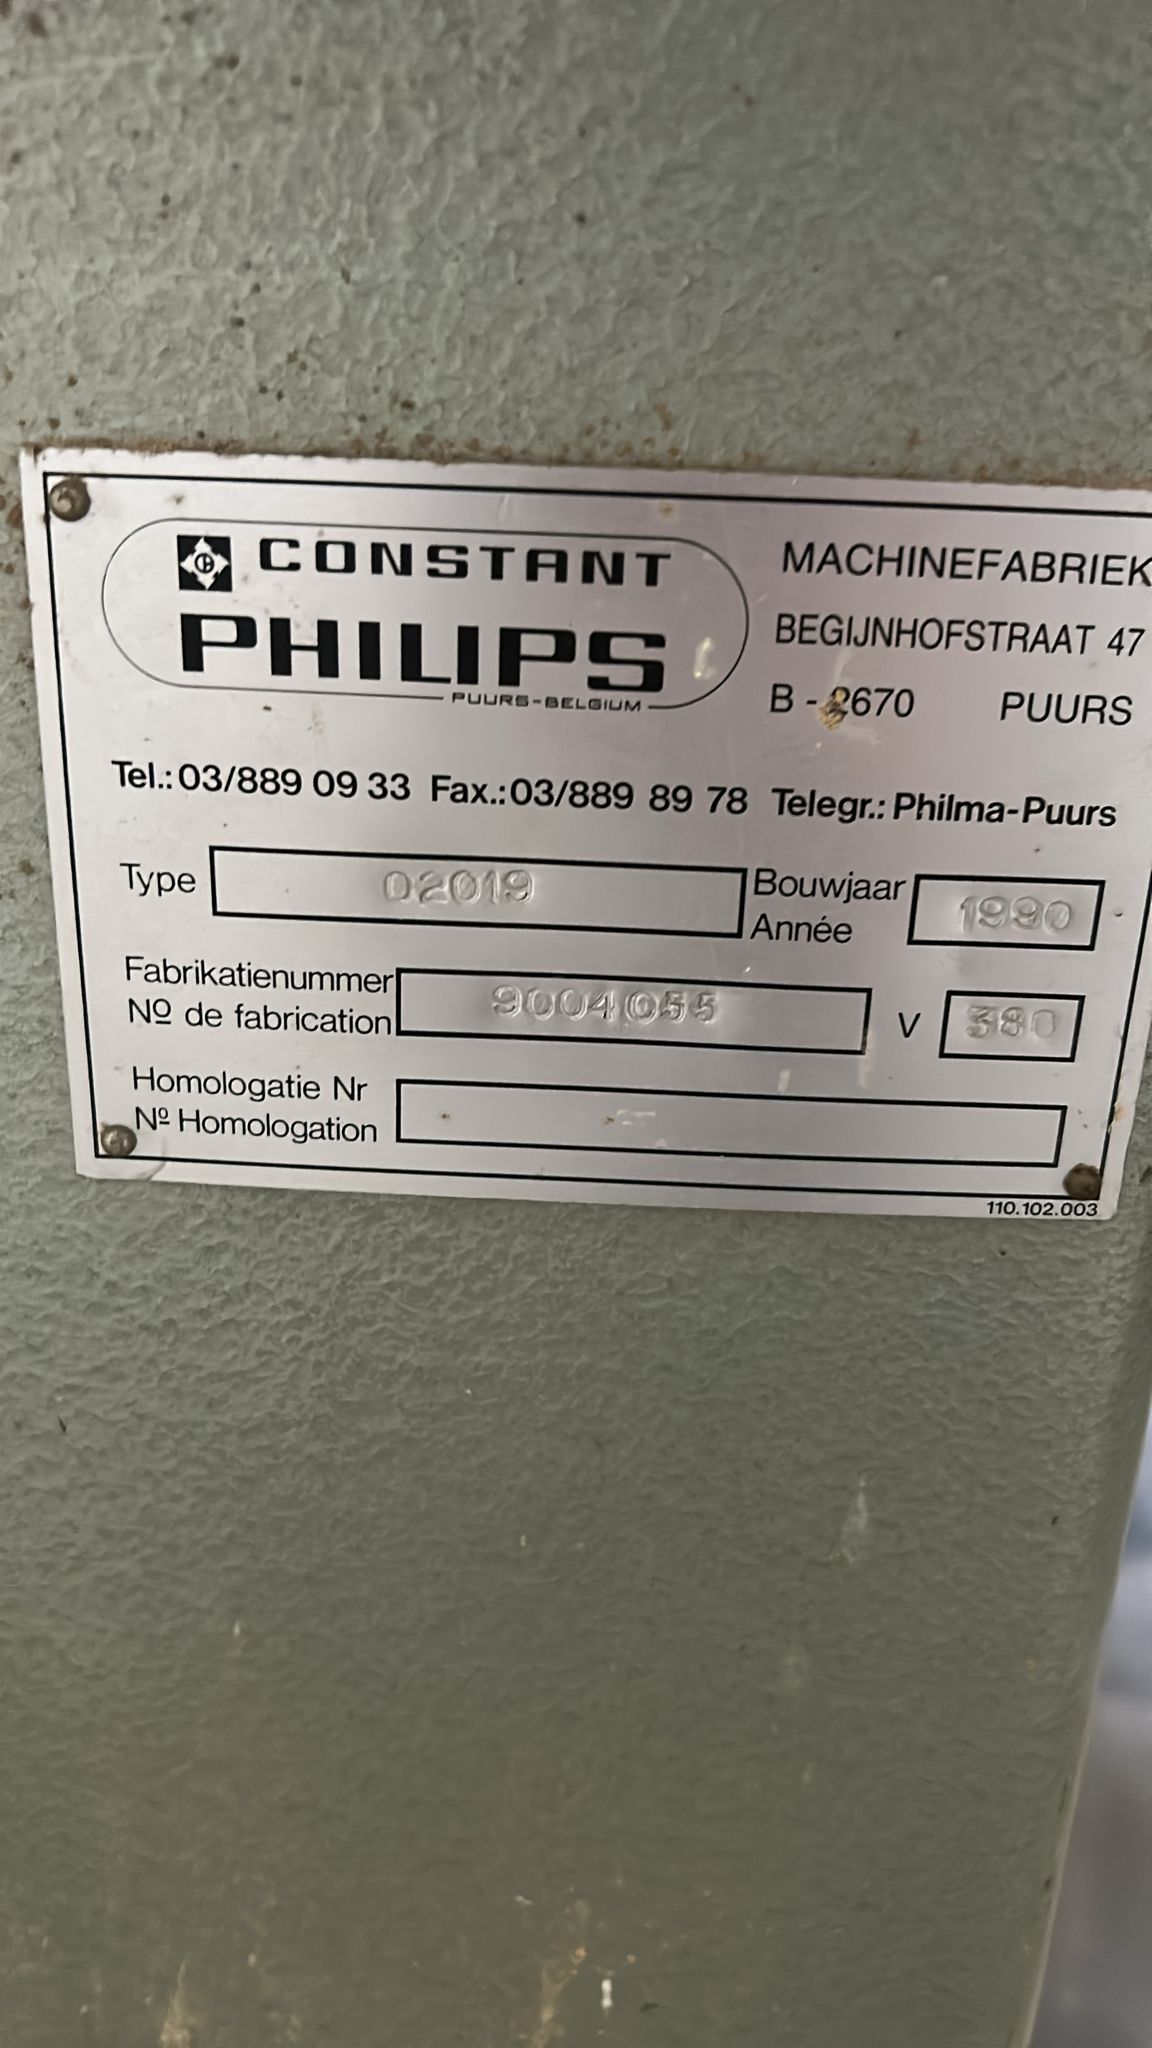 CONSTANT
PHILIPS
PUURS-BELGIUM
MACHINEFABRIEK
BEGIJNHOFSTRAAT 47
B - 2670 PUURS
Tel.: 03/889 09 33 Fax.: 03/889 89 78 Telegr.: Philma-Puurs
Type 02019 Bouwjaar 1990
Année
Fabrikatienummer 9004055 V 380
Nº de fabrication
Homologatie Nr
Nº Homologation
110.102.003